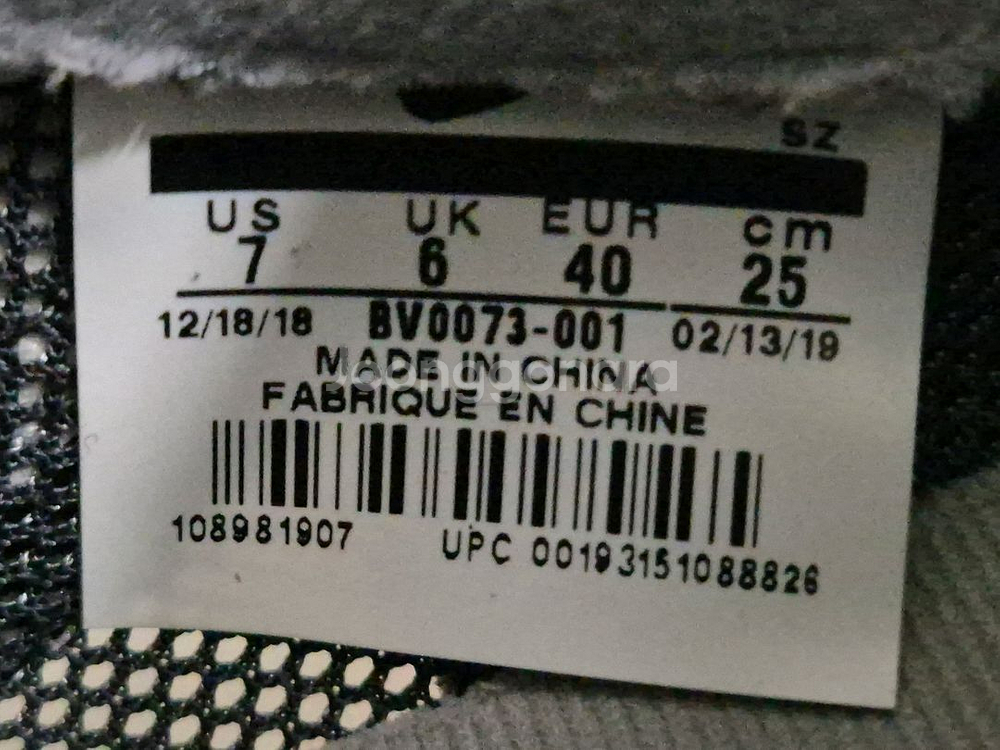 SZ
US UK EUR cm
7 6 40 25
12/18/18 BV0073-001 02/13/19
MADE IN CHINA
FABRIQUE EN CHINE
108981907 UPC 00193151088826